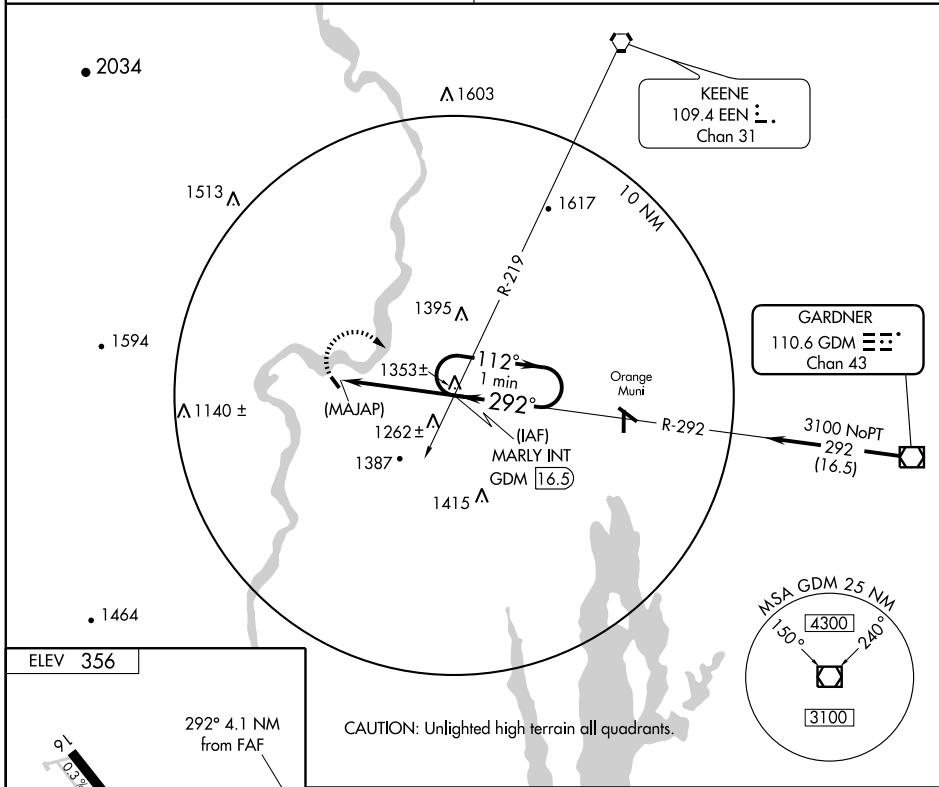 2034
1603
KEENE
109.4 EEN
Chan 31
1513
10 NM
1617
R-219
1395
GARDNER
110.6 GDM
Chan 43
1594
1353±
112°
1 min
292°
Orange
Muni
(MAJAP)
1140 ±
1262±
R-292
3100 NoPT
292
(16.5)
(IAF)
MARLY INT
GDM 16.5
1387
1415
1464
MSA GDM 25 NM
150°
4300
240°
3100
ELEV 356
292° 4.1 NM
from FAF
CAUTION: Unlighted high terrain all quadrants.
16
0.3%